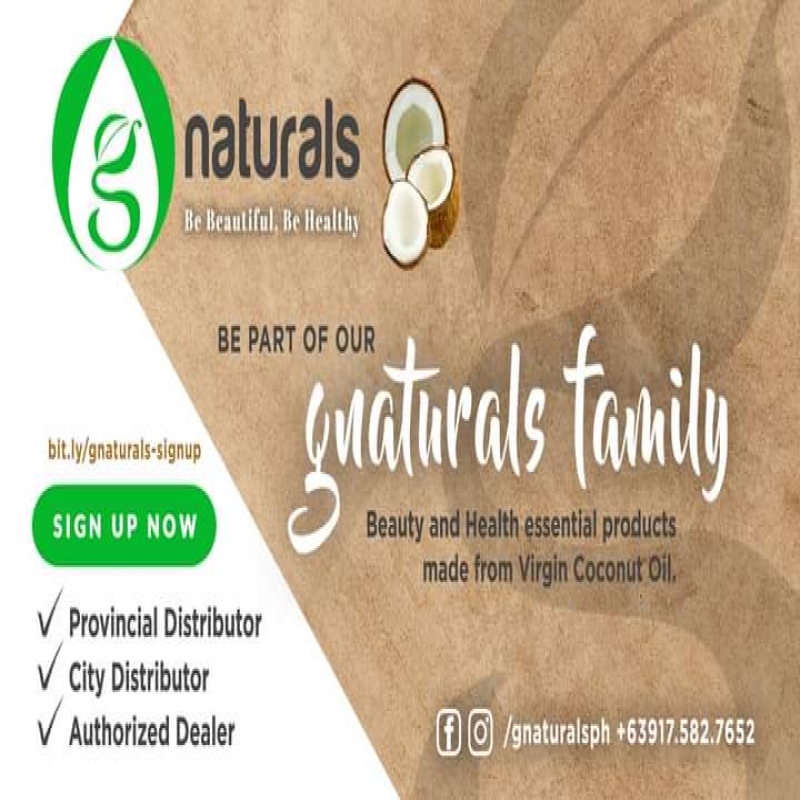 g naturals
Be Beautiful. Be Healthy
BE PART OF OUR
gnaturals family
Beauty and Health essential products
made from Virgin Coconut Oil.
bit.ly/gnaturals-signup
SIGN UP NOW
Provincial Distributor
City Distributor
Authorized Dealer
/gnaturalsph +63917.582.7652